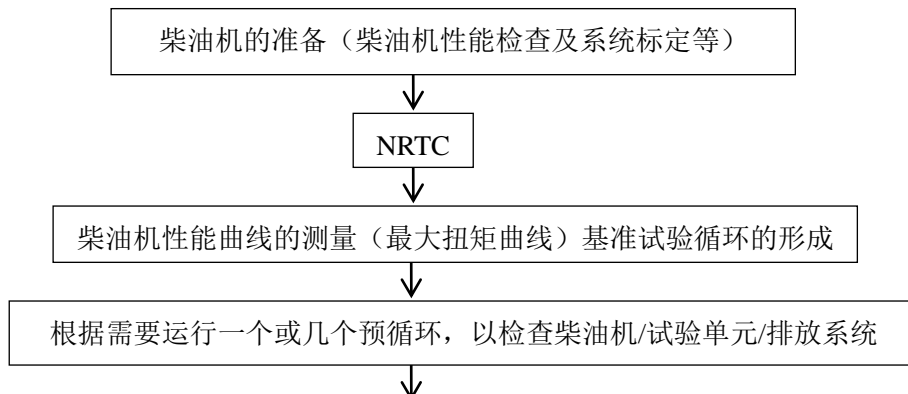 柴油机的准备（柴油机性能检查及系统标定等）
NRTC
柴油机性能曲线的测量（最大扭矩曲线）基准试验循环的形成
根据需要运行一个或几个预循环，以检查柴油机/试验单元/排放系统